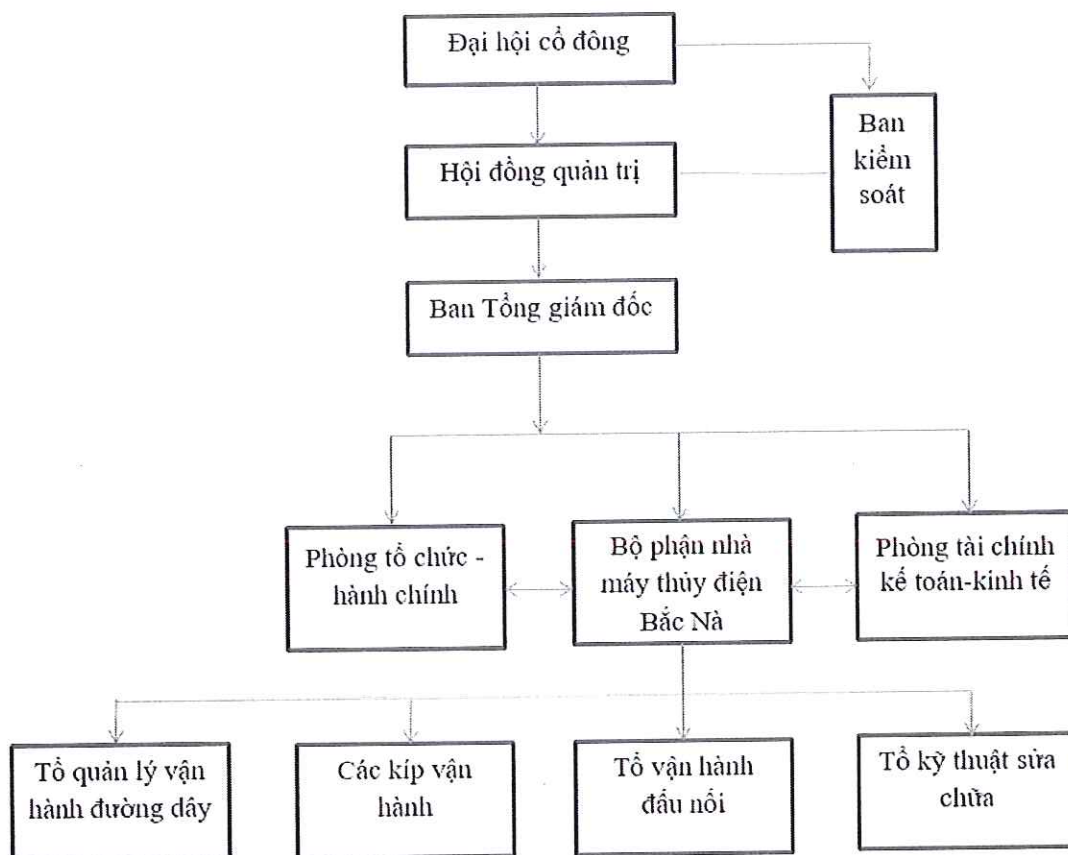 Đại hội cổ đông
Ban
kiểm
soát
Hội đồng quản trị
Ban Tổng giám đốc
Phòng tổ chức -
hành chính
Bộ phận nhà
máy thủy điện
Bắc Nà
Phòng tài chính
kế toán-kinh tế
Tổ quản lý vận
hành đường dây
Các kíp vận
hành
Tổ vận hành
đấu nối
Tổ kỹ thuật sửa
chữa